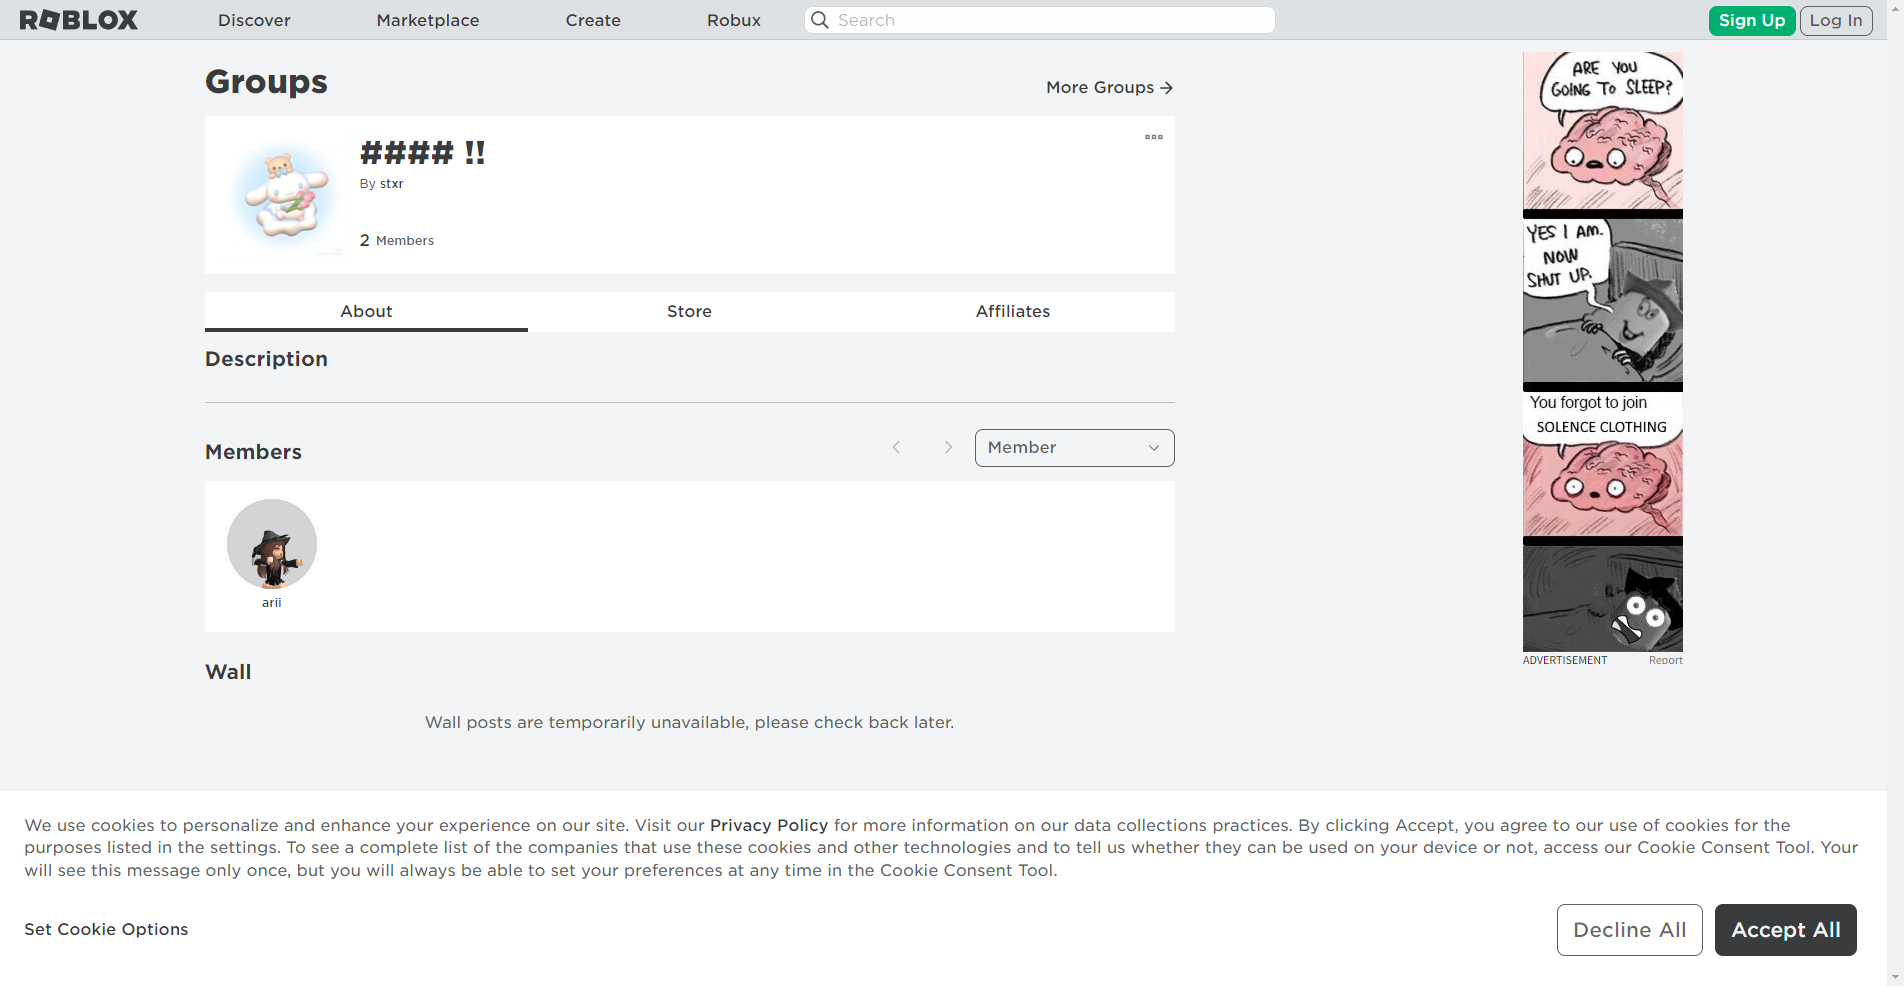 ROBLOX
Discover
Marketplace
Create
Robux
Search
Sign Up
Log In
Groups
More Groups
#### !!
By stxr
2 Members
About
Store
Affiliates
Description
Members
Member
arii
Wall
Wall posts are temporarily unavailable, please check back later.
ARE YOU
GOING TO SLEEP?
YES I AM.
NOW
SHUT UP.
You forgot to join
SOLENCE CLOTHING
ADVERTISEMENT
Report
We use cookies to personalize and enhance your experience on our site. Visit our Privacy Policy for more information on our data collections practices. By clicking Accept, you agree to our use of cookies for the
purposes listed in the settings. To see a complete list of the companies that use these cookies and other technologies and to tell us whether they can be used on your device or not, access our Cookie Consent Tool. Your
will see this message only once, but you will always be able to set your preferences at any time in the Cookie Consent Tool.
Set Cookie Options
Decline All
Accept All